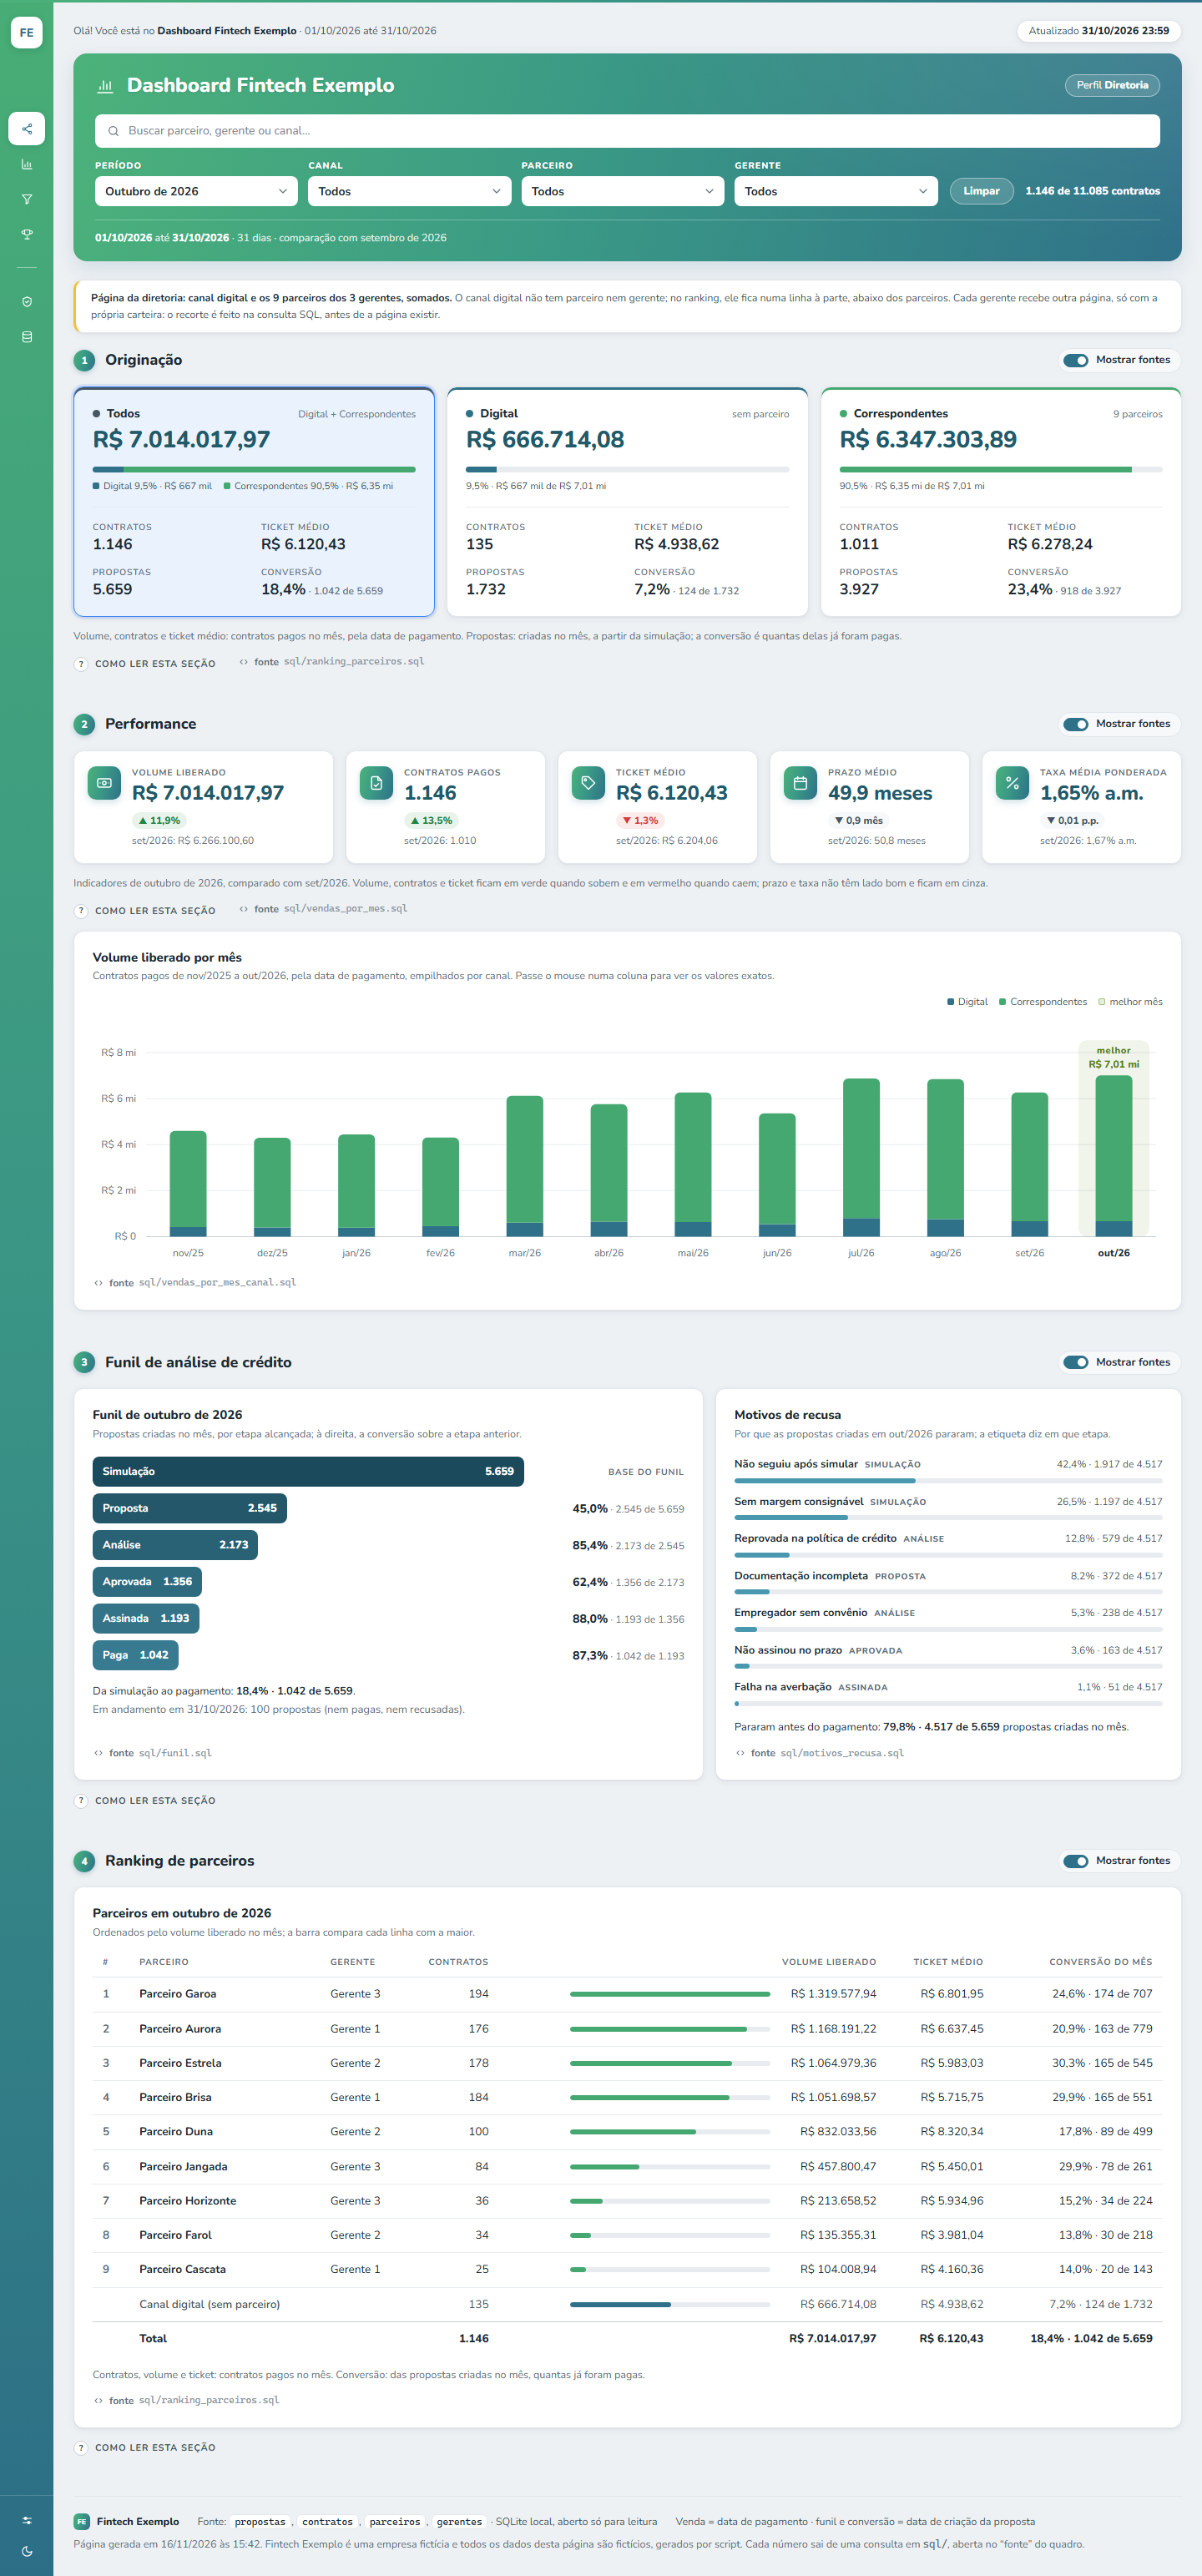 FE
Olá! Você está no Dashboard Fintech Exemplo · 01/10/2026 até 31/10/2026
Atualizado 31/10/2026 23:59
Dashboard Fintech Exemplo
Perfil Diretoria
Buscar parceiro, gerente ou canal...
PERÍODO CANAL PARCEIRO GERENTE
Outubro de 2026 Todos Todos Todos Limpar 1.146 de 11.085 contratos
01/10/2026 até 31/10/2026 · 31 dias · comparação com setembro de 2026
Página da diretoria: canal digital e os 9 parceiros dos 3 gerentes, somados. O canal digital não tem parceiro nem gerente; no ranking, ele fica numa linha à parte, abaixo dos parceiros. Cada gerente recebe outra página, só com a
própria carteira: o recorte é feito na consulta SQL, antes de a página existir.
1 Originação Mostrar fontes
Todos Digital + Correspondentes
R$ 7.014.017,97
Digital 9,5% · R$ 667 mil Correspondentes 90,5% · R$ 6,35 mi
CONTRATOS TICKET MÉDIO
1.146 R$ 6.120,43
PROPOSTAS CONVERSÃO
5.659 18,4% · 1.042 de 5.659
Digital sem parceiro
R$ 666.714,08
9,5% · R$ 667 mil de R$ 7,01 mi
CONTRATOS TICKET MÉDIO
135 R$ 4.938,62
PROPOSTAS CONVERSÃO
1.732 7,2% · 124 de 1.732
Correspondentes 9 parceiros
R$ 6.347.303,89
90,5% · R$ 6,35 mi de R$ 7,01 mi
CONTRATOS TICKET MÉDIO
1.011 R$ 6.278,24
PROPOSTAS CONVERSÃO
3.927 23,4% · 918 de 3.927
Volume, contratos e ticket médio: contratos pagos no mês, pela data de pagamento. Propostas: criadas no mês, a partir da simulação; a conversão é quantas delas já foram pagas.
? COMO LER ESTA SEÇÃO fonte sql/ranking_parceiros.sql
2 Performance Mostrar fontes
VOLUME LIBERADO
R$ 7.014.017,97
▲ 11,9%
set/2026: R$ 6.266.100,60
CONTRATOS PAGOS
1.146
▲ 13,5%
set/2026: 1.010
TICKET MÉDIO
R$ 6.120,43
▼ 1,3%
set/2026: R$ 6.204,06
PRAZO MÉDIO
49,9 meses
▼ 0,9 mês
set/2026: 50,8 meses
TAXA MÉDIA PONDERADA
1,65% a.m.
▼ 0,01 p.p.
set/2026: 1,67% a.m.
Indicadores de outubro de 2026, comparado com set/2026. Volume, contratos e ticket ficam em verde quando sobem e em vermelho quando caem; prazo e taxa não têm lado bom e ficam em cinza.
? COMO LER ESTA SEÇÃO fonte sql/vendas_por_mes.sql
Volume liberado por mês
Contratos pagos de nov/2025 a out/2026, pela data de pagamento, empilhados por canal. Passe o mouse numa coluna para ver os valores exatos.
Digital Correspondentes melhor mês
melhor
R$ 7,01 mi
R$ 8 mi
R$ 6 mi
R$ 4 mi
R$ 2 mi
R$ 0
nov/25 dez/25 jan/26 fev/26 mar/26 abr/26 mai/26 jun/26 jul/26 ago/26 set/26 out/26
fonte sql/vendas_por_mes_canal.sql
3 Funil de análise de crédito Mostrar fontes
Funil de outubro de 2026
Propostas criadas no mês, por etapa alcançada; à direita, a conversão sobre a etapa anterior.
Simulação 5.659 BASE DO FUNIL
Proposta 2.545 45,0% · 2.545 de 5.659
Análise 2.173 85,4% · 2.173 de 2.545
Aprovada 1.356 62,4% · 1.356 de 2.173
Assinada 1.193 88,0% · 1.193 de 1.356
Paga 1.042 87,3% · 1.042 de 1.193
Da simulação ao pagamento: 18,4% · 1.042 de 5.659.
Em andamento em 31/10/2026: 100 propostas (nem pagas, nem recusadas).
fonte sql/funil.sql
Motivos de recusa
Por que as propostas criadas em out/2026 pararam; a etiqueta diz em que etapa.
Não seguiu após simular SIMULAÇÃO 42,4% · 1.917 de 4.517
Sem margem consignável SIMULAÇÃO 26,5% · 1.197 de 4.517
Reprovada na política de crédito ANÁLISE 12,8% · 579 de 4.517
Documentação incompleta PROPOSTA 8,2% · 372 de 4.517
Empregador sem convênio ANÁLISE 5,3% · 238 de 4.517
Não assinou no prazo APROVADA 3,6% · 163 de 4.517
Falha na averbação ASSINADA 1,1% · 51 de 4.517
Pararam antes do pagamento: 79,8% · 4.517 de 5.659 propostas criadas no mês.
fonte sql/motivos_recusa.sql
? COMO LER ESTA SEÇÃO
4 Ranking de parceiros Mostrar fontes
Parceiros em outubro de 2026
Ordenados pelo volume liberado no mês; a barra compara cada linha com a maior.
# PARCEIRO GERENTE CONTRATOS VOLUME LIBERADO TICKET MÉDIO CONVERSÃO DO MÊS
1 Parceiro Garoa Gerente 3 194 R$ 1.319.577,94 R$ 6.801,95 24,6% · 174 de 707
2 Parceiro Aurora Gerente 1 176 R$ 1.168.191,22 R$ 6.637,45 20,9% · 163 de 779
3 Parceiro Estrela Gerente 2 178 R$ 1.064.979,36 R$ 5.983,03 30,3% · 165 de 545
4 Parceiro Brisa Gerente 1 184 R$ 1.051.698,57 R$ 5.715,75 29,9% · 165 de 551
5 Parceiro Duna Gerente 2 100 R$ 832.033,56 R$ 8.320,34 17,8% · 89 de 499
6 Parceiro Jangada Gerente 3 84 R$ 457.800,47 R$ 5.450,01 29,9% · 78 de 261
7 Parceiro Horizonte Gerente 3 36 R$ 213.658,52 R$ 5.934,96 15,2% · 34 de 224
8 Parceiro Farol Gerente 2 34 R$ 135.355,31 R$ 3.981,04 13,8% · 30 de 218
9 Parceiro Cascata Gerente 1 25 R$ 104.008,94 R$ 4.160,36 14,0% · 20 de 143
Canal digital (sem parceiro) 135 R$ 666.714,08 R$ 4.938,62 7,2% · 124 de 1.732
Total 1.146 R$ 7.014.017,97 R$ 6.120,43 18,4% · 1.042 de 5.659
Contratos, volume e ticket: contratos pagos no mês. Conversão: das propostas criadas no mês, quantas já foram pagas.
fonte sql/ranking_parceiros.sql
? COMO LER ESTA SEÇÃO
FE Fintech Exemplo Fonte: propostas , contratos , parceiros , gerentes · SQLite local, aberto só para leitura Venda = data de pagamento · funil e conversão = data de criação da proposta
Página gerada em 16/11/2026 às 15:42. Fintech Exemplo é uma empresa fictícia e todos os dados desta página são fictícios, gerados por script. Cada número sai de uma consulta em sql/, aberta no "fonte" do quadro.